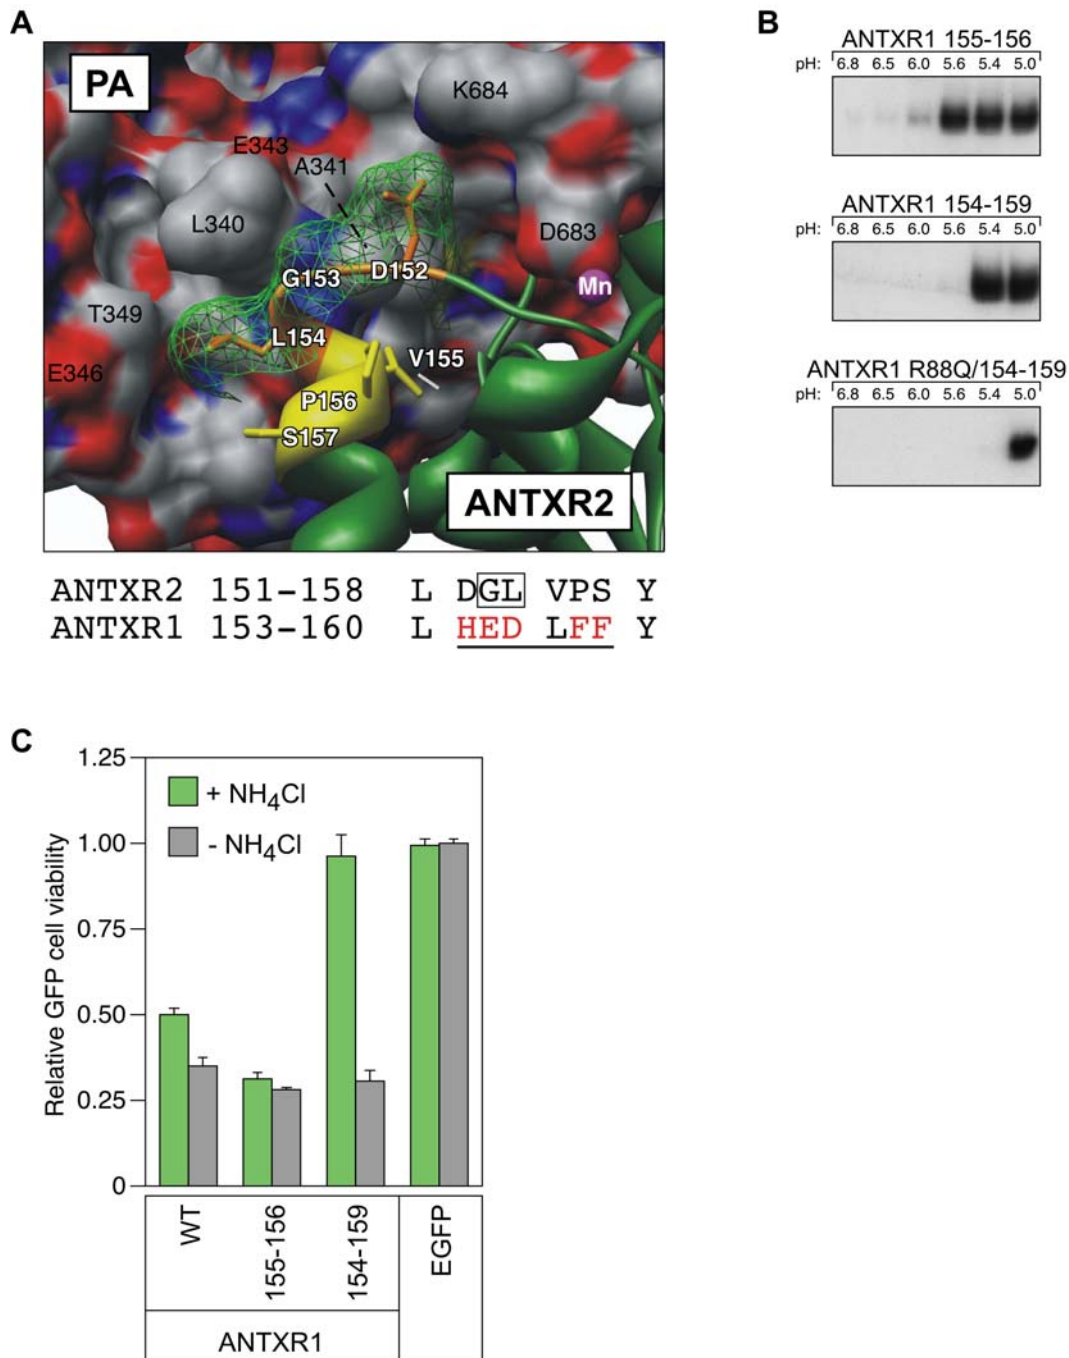 A
PA
K684
E343
A341
L340
D683
G153
D152
Mn
T349
L154
V155
E346
P156
S157
ANTXR2
ANTXR2 151-158 L DGL VPS Y
ANTXR1 153-160 L HED LFF Y
B
ANTXR1 155-156
pH: 6.8 6.5 6.0 5.6 5.4 5.0
ANTXR1 154-159
pH: 6.8 6.5 6.0 5.6 5.4 5.0
ANTXR1 R88Q/154-159
pH: 6.8 6.5 6.0 5.6 5.4 5.0
C
Relative GFP cell viability
1.25
1.00
0.75
0.50
0.25
0
+ NH4Cl
- NH4Cl
WT
155-156
154-159
EGFP
ANTXR1